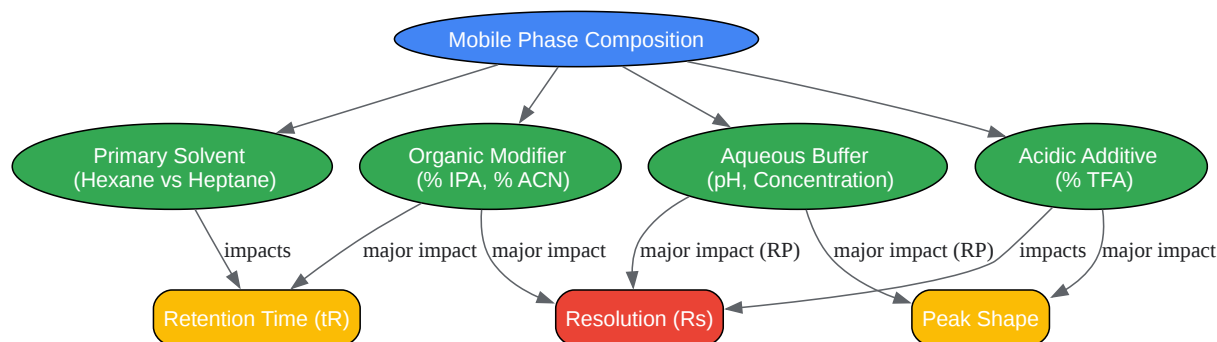 Mobile Phase Composition
Primary Solvent
(Hexane vs Heptane)
Organic Modifier
(% IPA, % ACN)
Aqueous Buffer
(pH, Concentration)
Acidic Additive
(% TFA)
impacts
major impact
major impact
major impact (RP)
major impact (RP)
impacts
major impact
Retention Time (tR)
Resolution (Rs)
Peak Shape